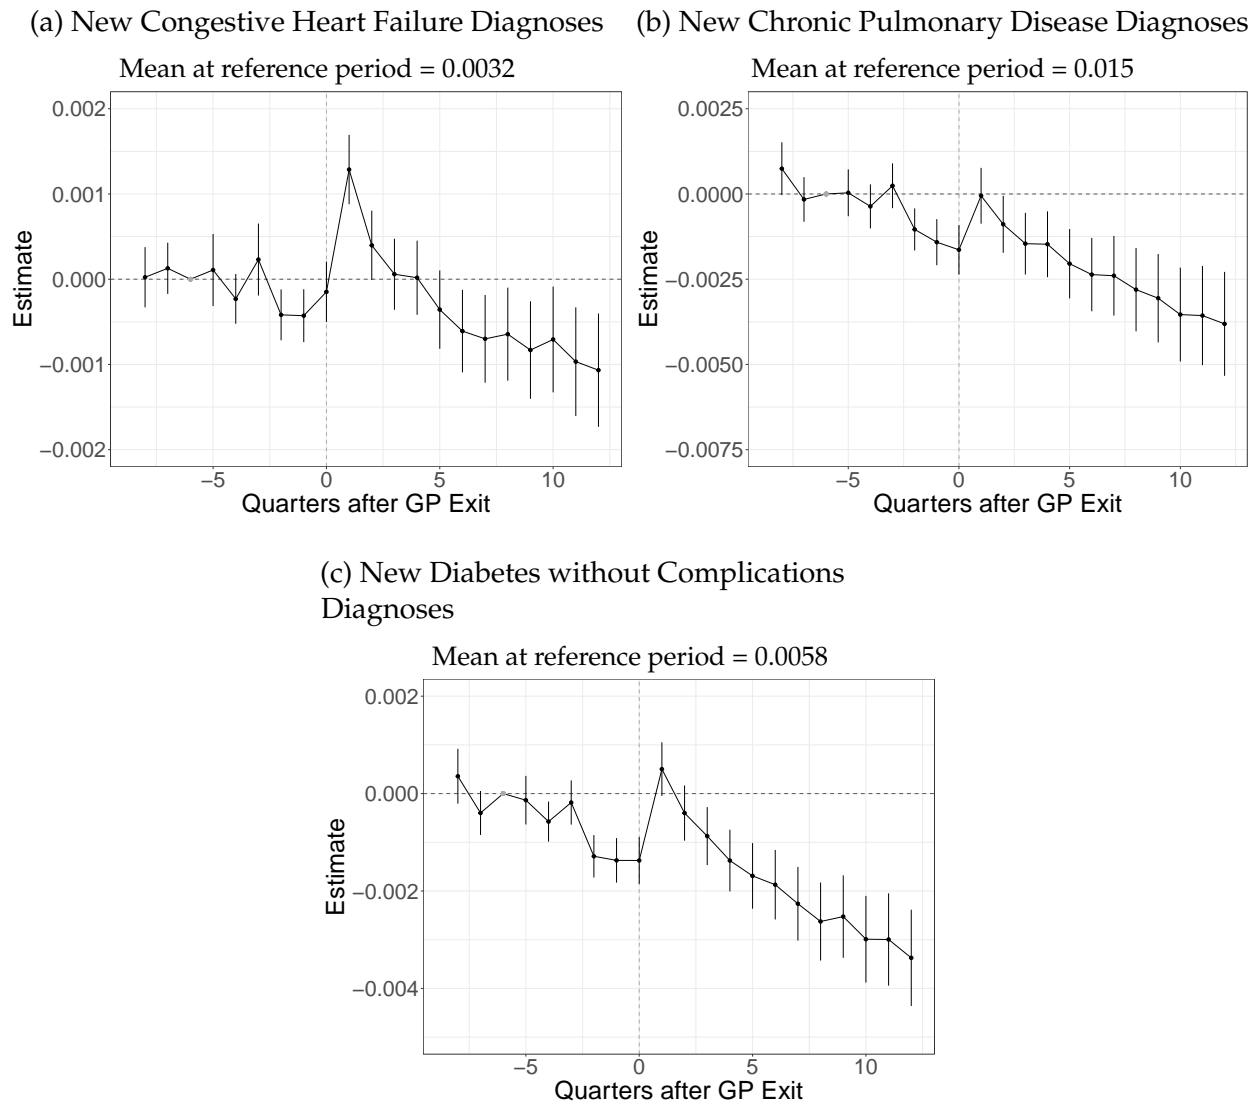 (a) New Congestive Heart Failure Diagnoses
Mean at reference period = 0.0032
0.002
0.001
0.000
−0.001
−0.002
Estimate
−5
0
5
10
Quarters after GP Exit
(b) New Chronic Pulmonary Disease Diagnoses
Mean at reference period = 0.015
0.0025
0.0000
−0.0025
−0.0050
−0.0075
Estimate
−5
0
5
10
Quarters after GP Exit
(c) New Diabetes without Complications
Diagnoses
Mean at reference period = 0.0058
0.002
0.000
−0.002
−0.004
Estimate
−5
0
5
10
Quarters after GP Exit